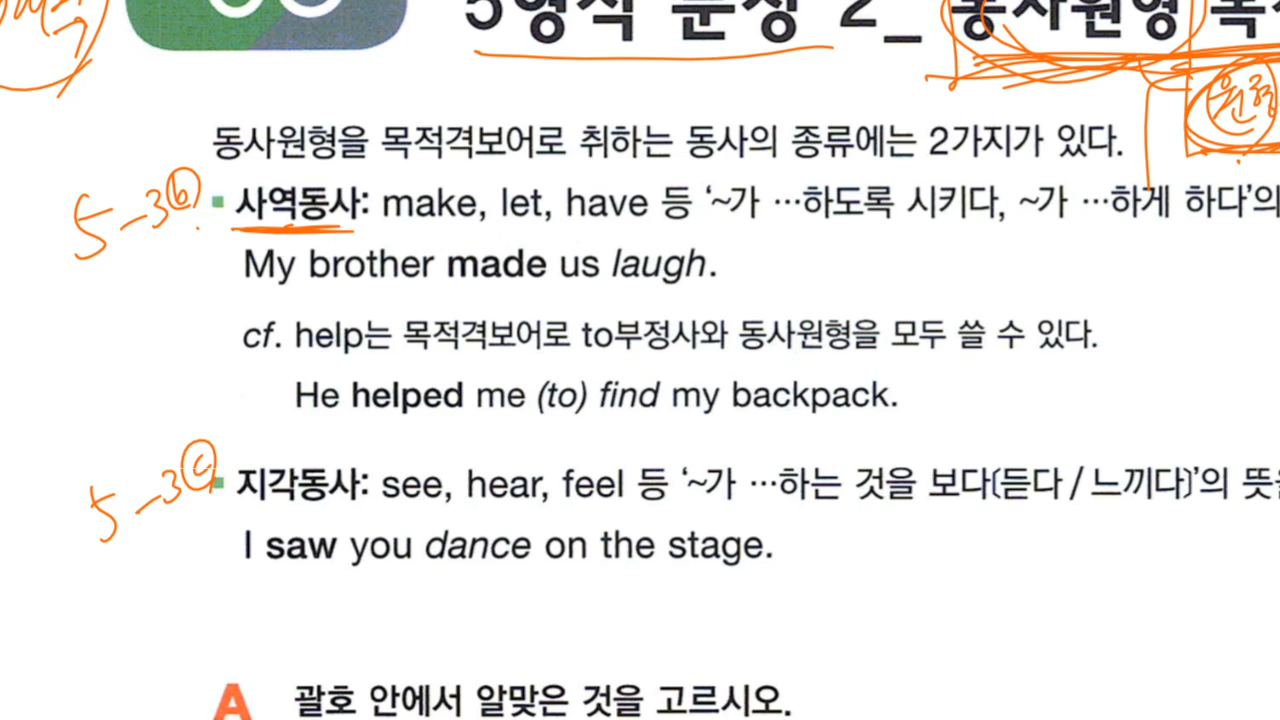 5형식 문장 2_ 동사원형 목적
원형
동사원형을 목적격보어로 취하는 동사의 종류에는 2가지가 있다.
5-3ⓑ
사역동사: make, let, have 등 ‘~가 …하도록 시키다, ~가 …하게 하다’의
My brother made us laugh.
cf. help는 목적격보어로 to부정사와 동사원형을 모두 쓸 수 있다.
He helped me (to) find my backpack.
5-3ⓒ
지각동사: see, hear, feel 등 ‘~가 …하는 것을 보다(듣다/느끼다)’의 뜻을
I saw you dance on the stage.
A 괄호 안에서 알맞은 것을 고르시오.